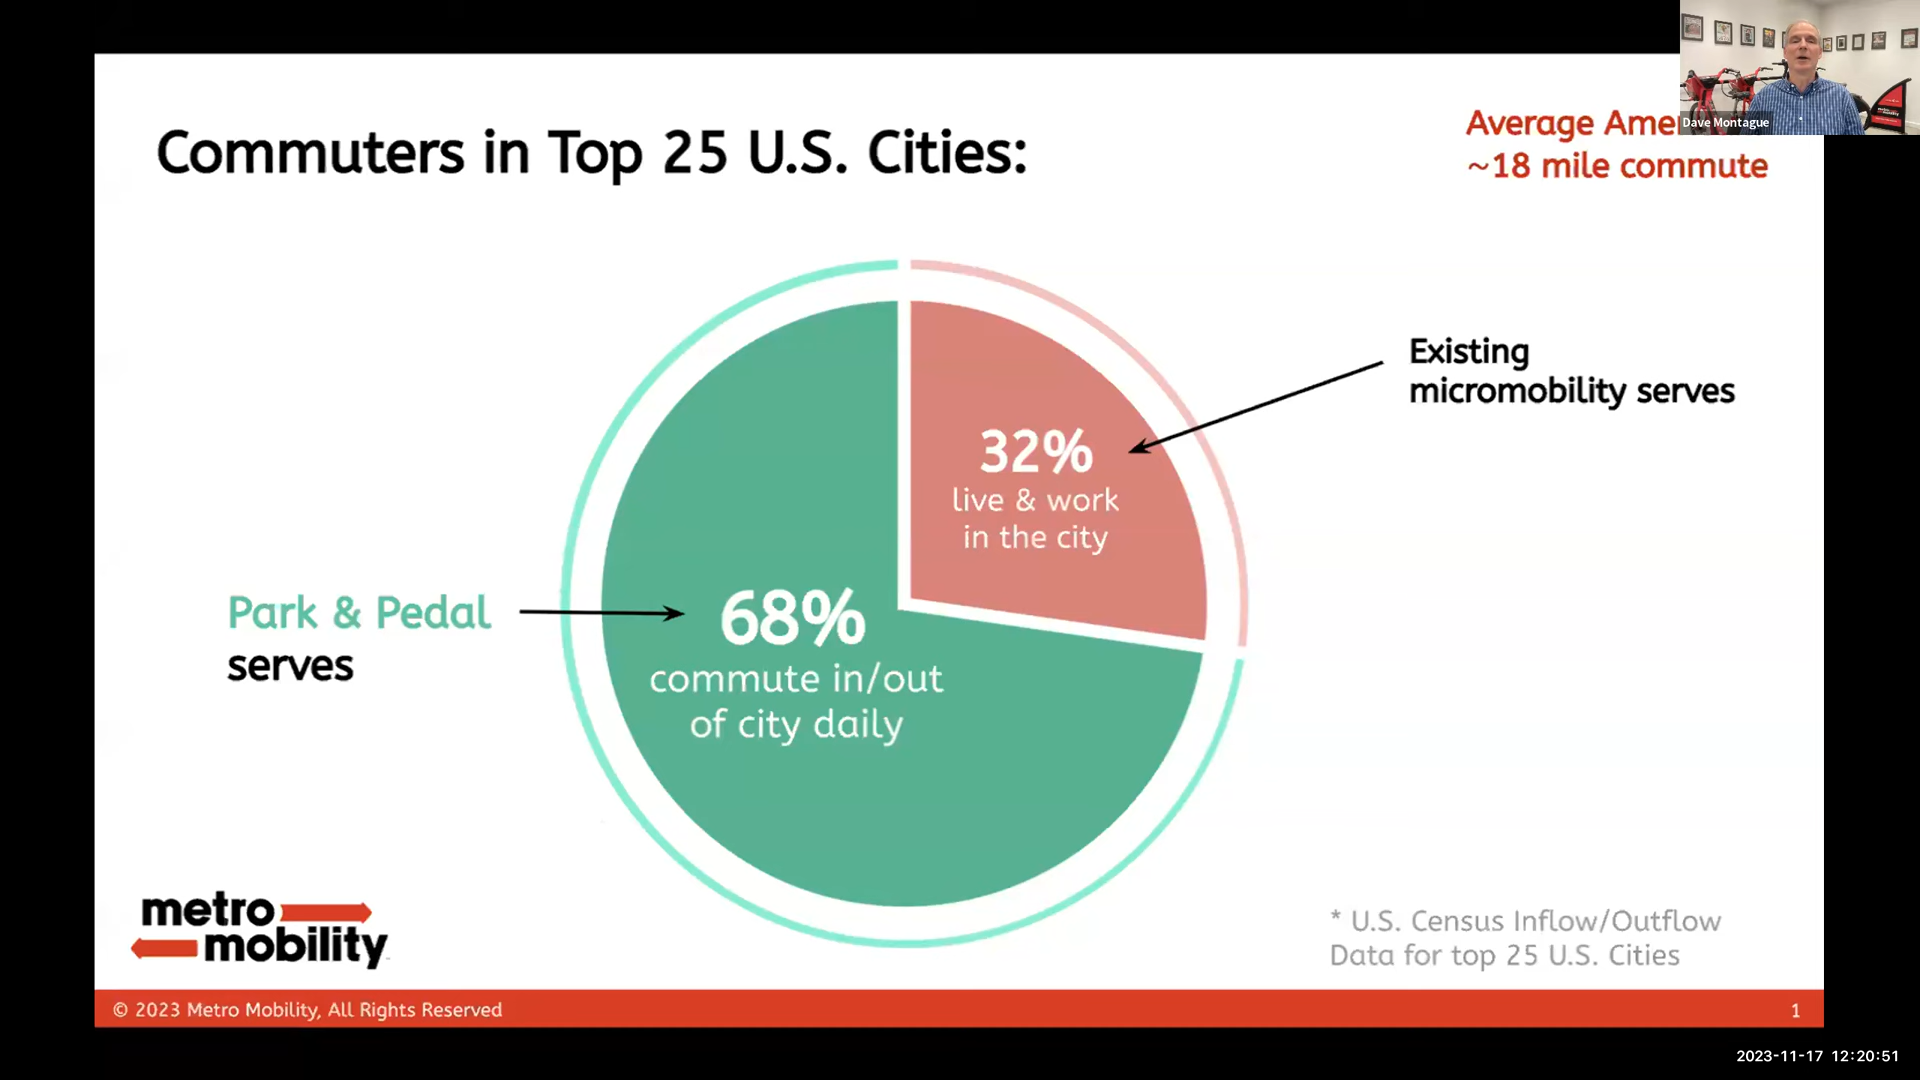 Dave Montague
Commuters in Top 25 U.S. Cities:
Average
~18 mile commute
Existing
micromobility serves
32%
live & work
in the city
Park & Pedal
serves
68%
commute in/out
of city daily
metro
mobility
* U.S. Census Inflow/Outflow
Data for top 25 U.S. Cities
© 2023 Metro Mobility, All Rights Reserved
1
2023-11-17 12:20:51